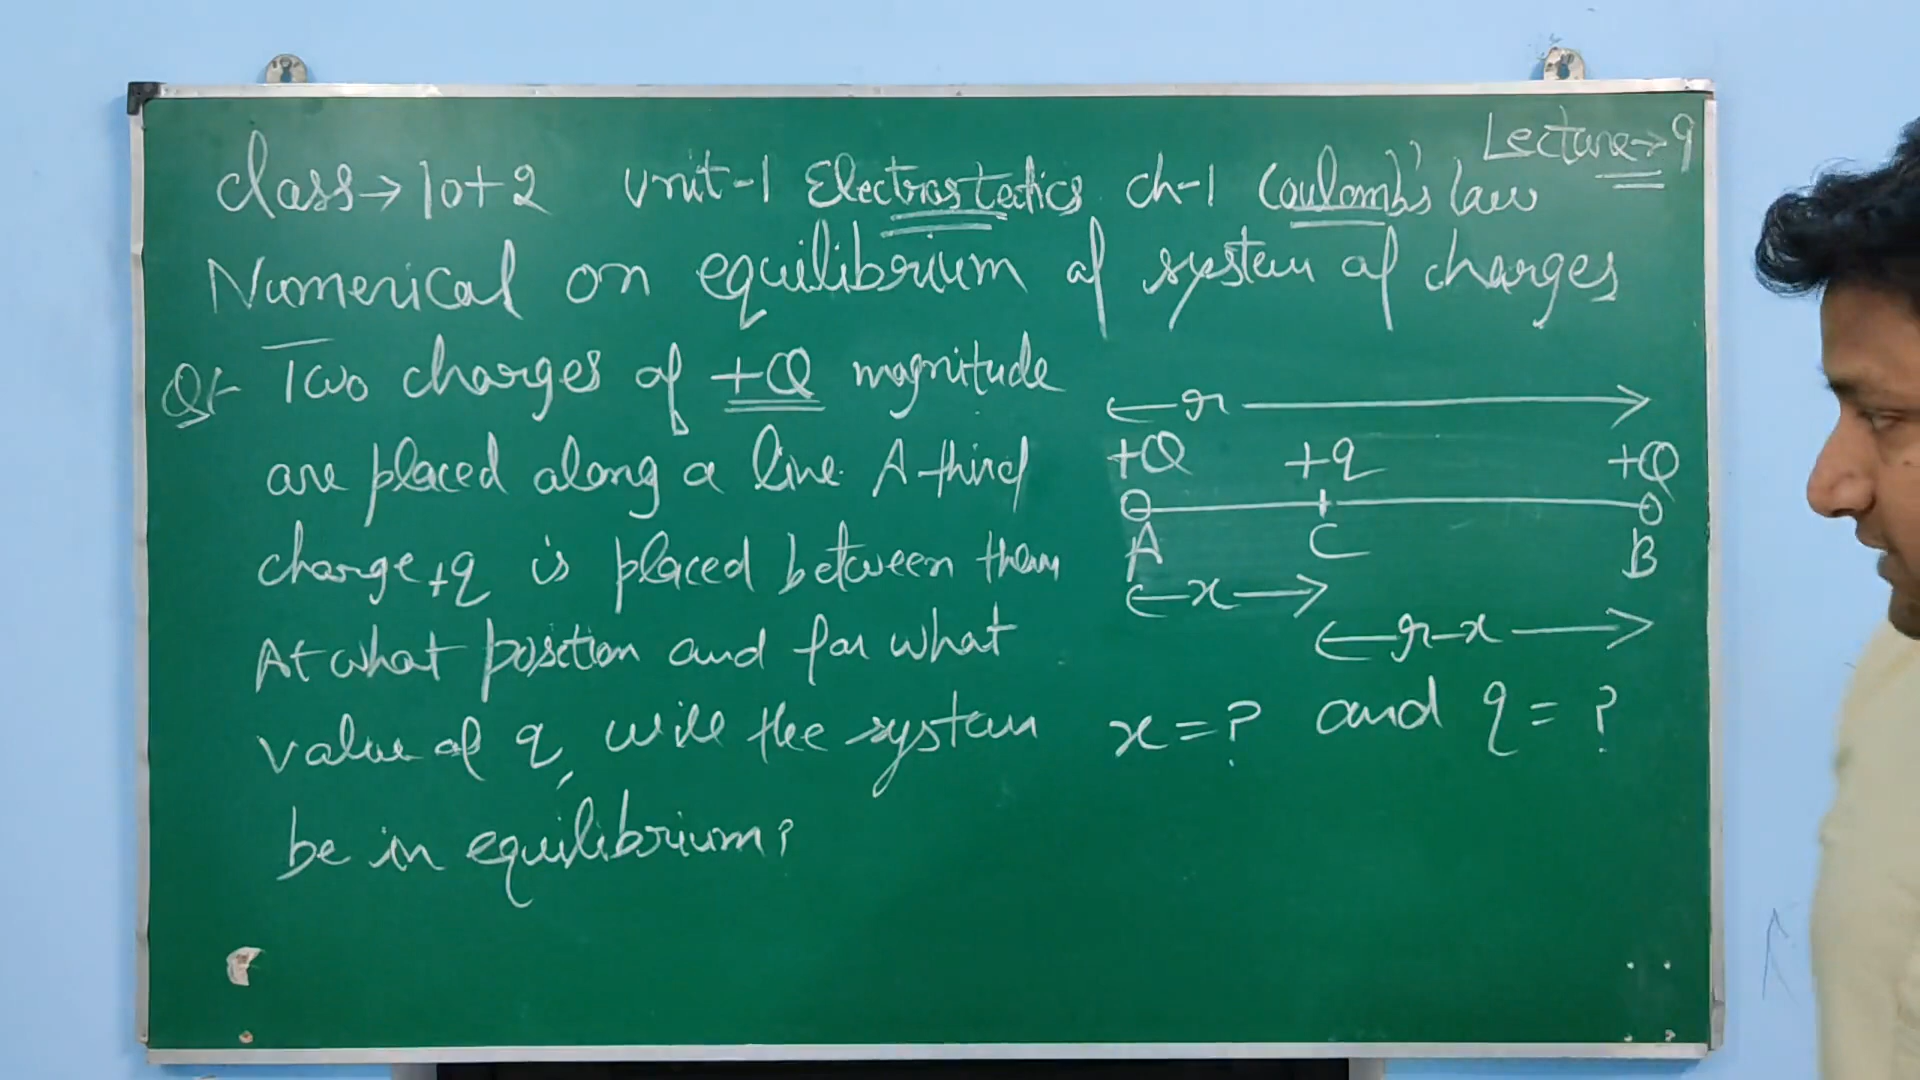 Lecture→9
class→10+2 unit-1 Electrostatics ch-1 Coulomb's law
Numerical on equilibrium of system of charges
Q1- Two charges of +Q magnitude
are placed along a line. A third
charge +q is placed between them
At what position and for what
value of q, will the system
be in equilibrium?
r
+Q +q +Q
A C B
x
r-x
x=? and q=?